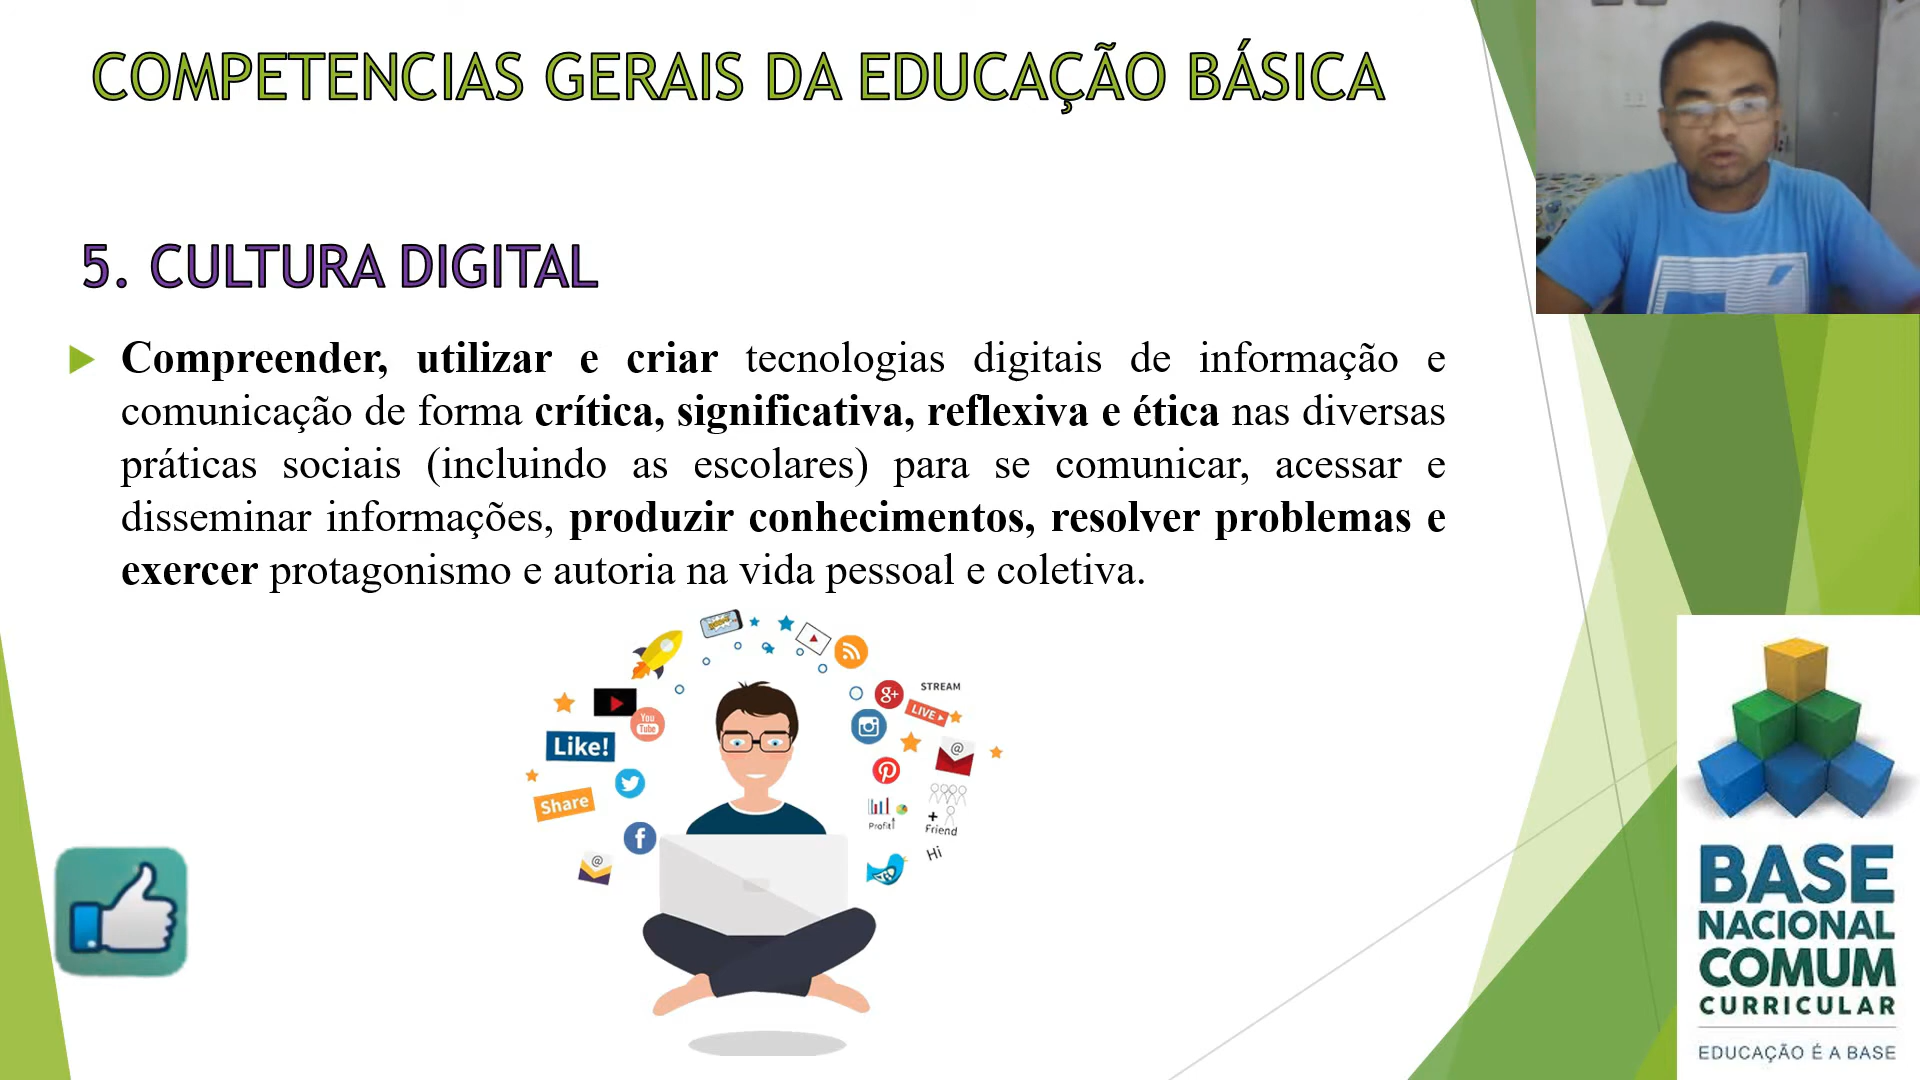 COMPETENCIAS GERAIS DA EDUCAÇÃO BÁSICA
5. CULTURA DIGITAL
Compreender, utilizar e criar tecnologias digitais de informação e
comunicação de forma crítica, significativa, reflexiva e ética nas diversas
práticas sociais (incluindo as escolares) para se comunicar, acessar e
disseminar informações, produzir conhecimentos, resolver problemas e
exercer protagonismo e autoria na vida pessoal e coletiva.
STREAM
g+
LIVE
You
Tube
Like!
@
Share
Profit
+
Friend
f
Hi
@
BASE
NACIONAL
COMUM
CURRICULAR
EDUCAÇÃO É A BASE